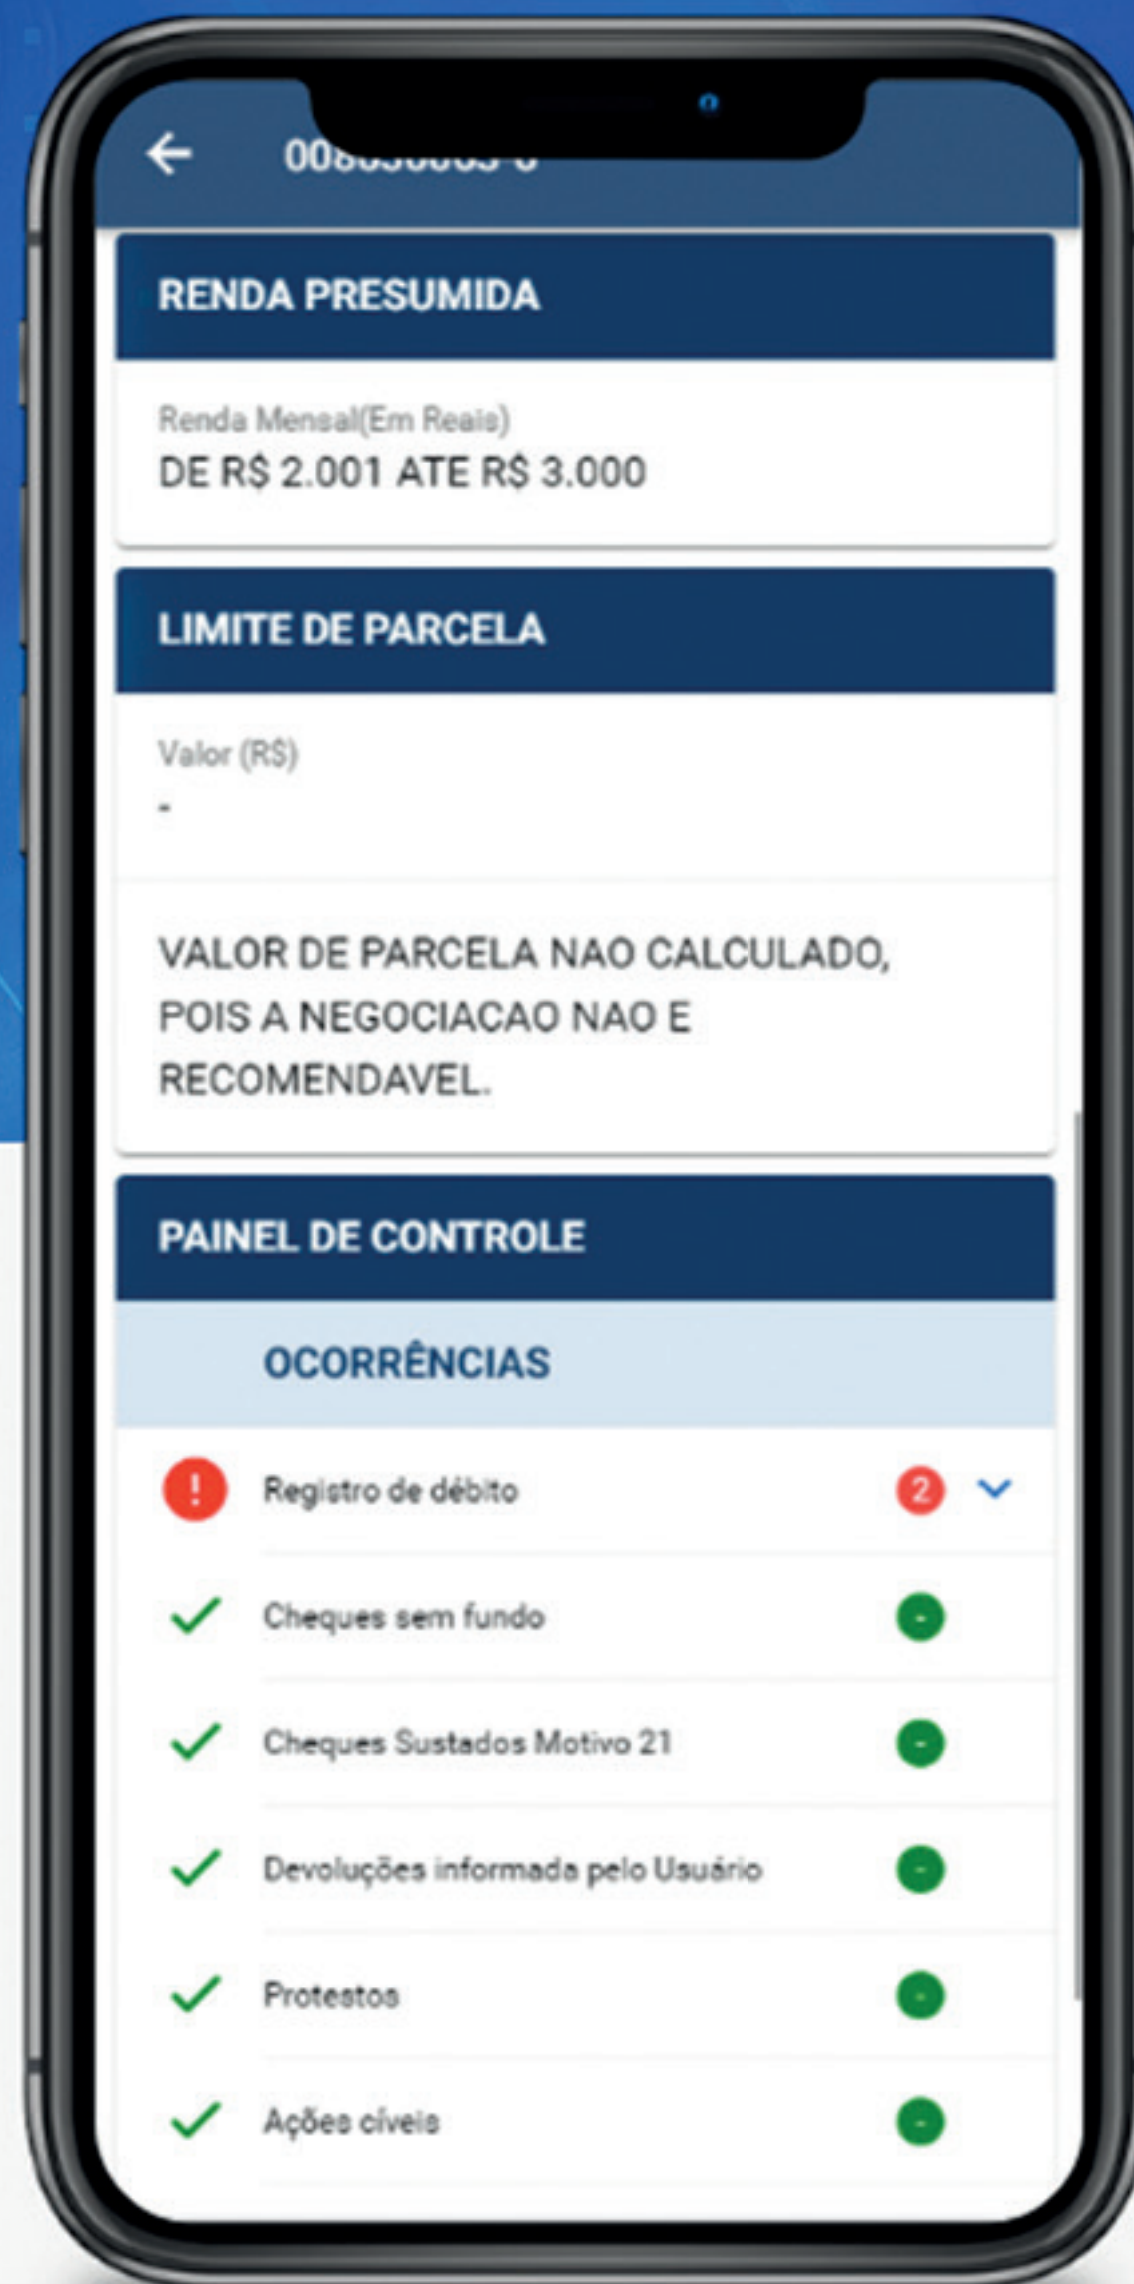 RENDA PRESUMIDA
Renda Mensal(Em Reais)
DE R$ 2.001 ATE R$ 3.000
LIMITE DE PARCELA
Valor (R$)
-
VALOR DE PARCELA NAO CALCULADO,
POIS A NEGOCIACAO NAO E
RECOMENDAVEL.
PAINEL DE CONTROLE
OCORRÊNCIAS
! Registro de débito 2
Cheques sem fundo -
Cheques Sustados Motivo 21 -
Devoluções informada pelo Usuário -
Protestos -
Ações cíveis -